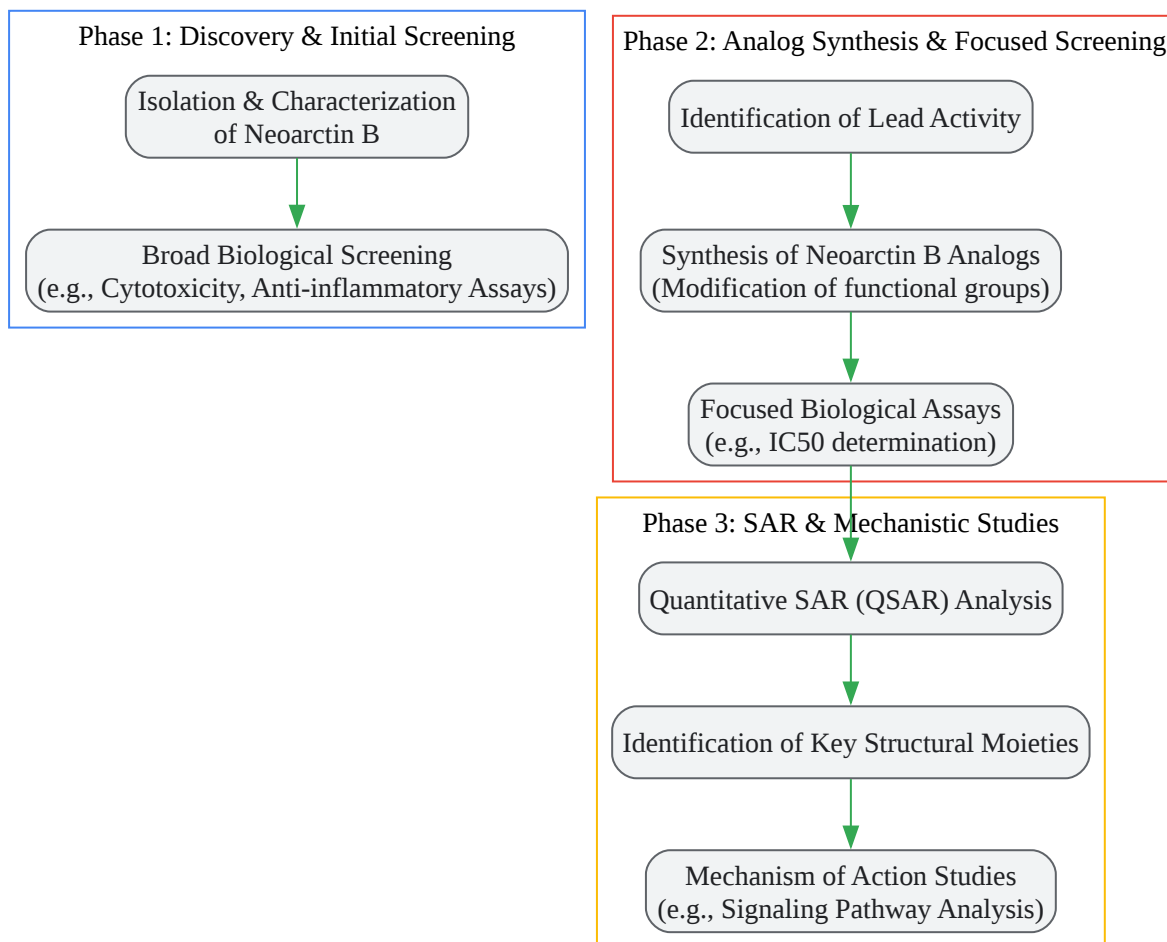 Phase 1: Discovery & Initial Screening
Isolation & Characterization
of Neoarctin B
Broad Biological Screening
(e.g., Cytotoxicity, Anti-inflammatory Assays)
Phase 2: Analog Synthesis & Focused Screening
Identification of Lead Activity
Synthesis of Neoarctin B Analogs
(Modification of functional groups)
Focused Biological Assays
(e.g., IC50 determination)
Phase 3: SAR & Mechanistic Studies
Quantitative SAR (QSAR) Analysis
Identification of Key Structural Moieties
Mechanism of Action Studies
(e.g., Signaling Pathway Analysis)